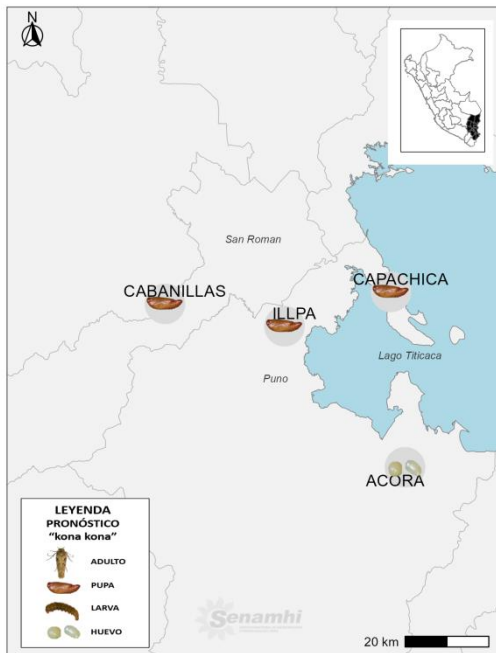 N
San Roman
CABANILLAS
CAPACHICA
ILLPA
Lago Titicaca
Puno
ACORA
LEYENDA
PRONÓSTICO
“kona kona”
ADULTO
PUPA
LARVA
HUEVO
Senamhi
20 km